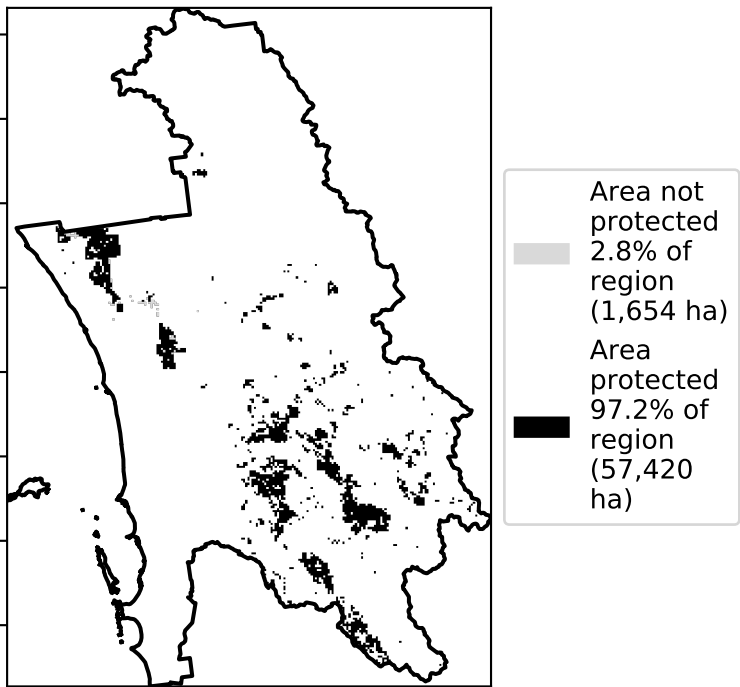 Area not
protected
2.8% of
region
(1,654 ha)
Area
protected
97.2% of
region
(57,420
ha)